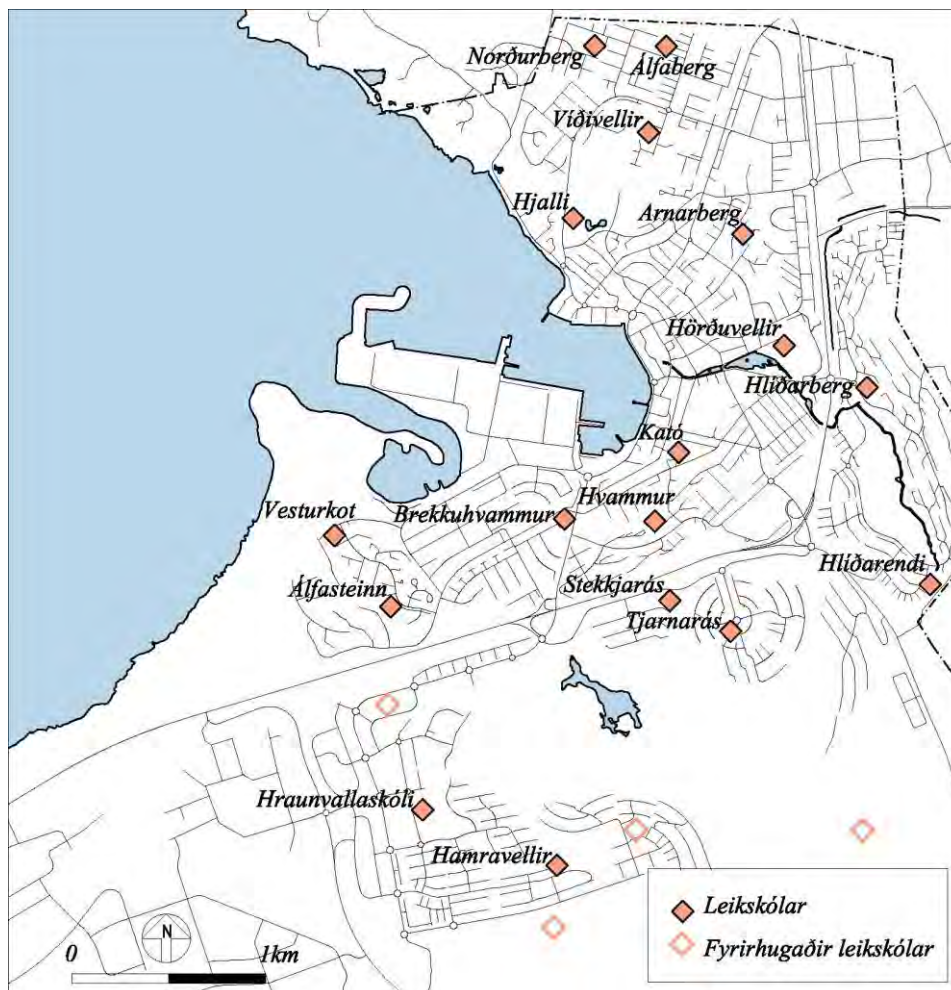 Norðurberg
Álfaberg
Víðivellir
Hjalli
Arnarberg
Hörðuvellir
Hlíðarberg
Kató
Vesturkot
Brekkuhvammur
Hvammur
Hlíðarendi
Álfasteinn
Stekkjarás
Tjarnarás
Hraunvallaskóli
Hamravellir
Leikskólar
Fyrirhugaðir leikskólar
N
0 1km